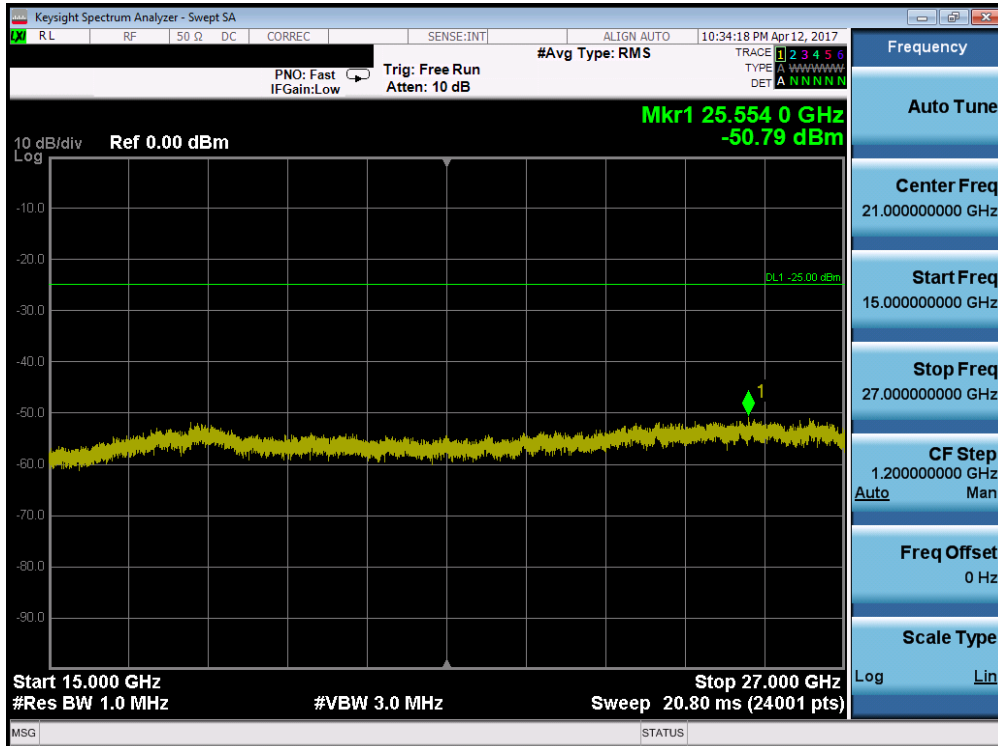 Keysight Spectrum Analyzer - Swept SA
LXI RL RF 50 Ω DC CORREC SENSE:INT ALIGN AUTO 10:34:18 PM Apr 12, 2017
PNO: Fast
IFGain:Low
Trig: Free Run
Atten: 10 dB
#Avg Type: RMS
TRACE 1 2 3 4 5 6
TYPE A WWWWW
DET A N N N N N
Mkr1 25.554 0 GHz
-50.79 dBm
10 dB/div
Log
Ref 0.00 dBm
-10.0
-20.0
DL1 -25.00 dBm
-30.0
-40.0
1
-50.0
-60.0
-70.0
-80.0
-90.0
Start 15.000 GHz
Stop 27.000 GHz
#Res BW 1.0 MHz
#VBW 3.0 MHz
Sweep 20.80 ms (24001 pts)
MSG
STATUS
Frequency
Auto Tune
Center Freq
21.000000000 GHz
Start Freq
15.000000000 GHz
Stop Freq
27.000000000 GHz
CF Step
1.200000000 GHz
Auto Man
Freq Offset
0 Hz
Scale Type
Log Lin